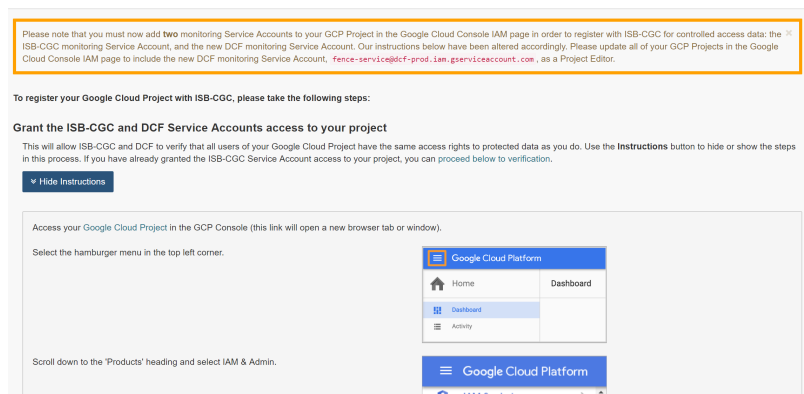 Please note that you must now add two monitoring Service Accounts to your GCP Project in the Google Cloud Console IAM page in order to register with ISB-CGC for controlled access data: the ×
ISB-CGC monitoring Service Account, and the new DCF monitoring Service Account. Our instructions below have been altered accordingly. Please update all of your GCP Projects in the Google
Cloud Console IAM page to include the new DCF monitoring Service Account, fence-service@dcf-prod.iam.gserviceaccount.com , as a Project Editor.
To register your Google Cloud Project with ISB-CGC, please take the following steps:
Grant the ISB-CGC and DCF Service Accounts access to your project
This will allow ISB-CGC and DCF to verify that all users of your Google Cloud Project have the same access rights to protected data as you do. Use the Instructions button to hide or show the steps
in this process. If you have already granted the ISB-CGC Service Account access to your project, you can proceed below to verification.
Hide Instructions
Access your Google Cloud Project in the GCP Console (this link will open a new browser tab or window).
Select the hamburger menu in the top left corner.
Google Cloud Platform
Home Dashboard
Dashboard
Activity
Scroll down to the 'Products' heading and select IAM & Admin.
Google Cloud Platform